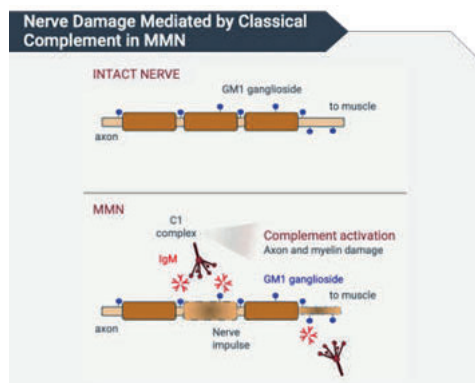 Nerve Damage Mediated by Classical
Complement in MMN
INTACT NERVE
GM1 ganglioside
to muscle
axon
MMN
C1
complex
Complement activation
Axon and myelin damage
IgM
GM1 ganglioside
to muscle
axon
Nerve
impulse